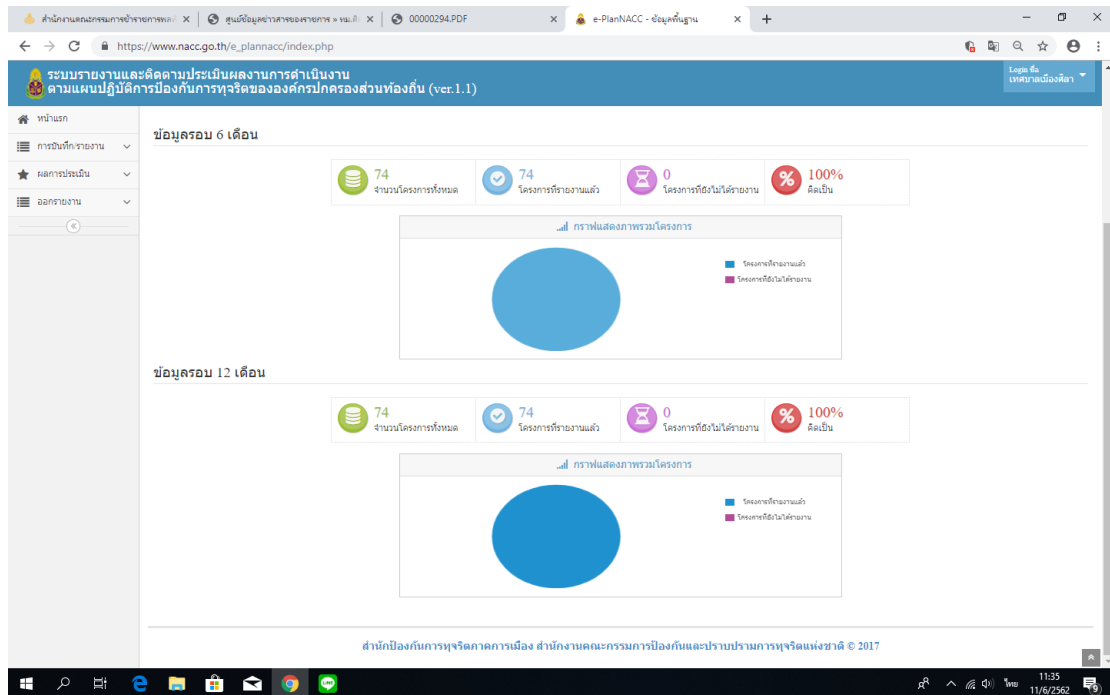 สำนักงานคณะกรรมการข้าราชการพลเ
ศูนย์ข้อมูลข่าวสารของราชการ » ทม.ศิ
00000294.PDF
e-PlanNACC - ข้อมูลพื้นฐาน
https://www.nacc.go.th/e_plannacc/index.php
ระบบรายงานและติดตามประเมินผลงานการดำเนินงาน
ตามแผนปฏิบัติการป้องกันการทุจริตขององค์กรปกครองส่วนท้องถิ่น (ver.1.1)
Login ชื่อ
เทศบาลเมืองศิลา
หน้าแรก
การบันทึก/รายงาน
ผลการประเมิน
ออกรายงาน
ข้อมูลรอบ 6 เดือน
74
จำนวนโครงการทั้งหมด
74
โครงการที่รายงานแล้ว
0
โครงการที่ยังไม่ได้รายงาน
100%
คิดเป็น
กราฟแสดงภาพรวมโครงการ
โครงการที่รายงานแล้ว
โครงการที่ยังไม่ได้รายงาน
ข้อมูลรอบ 12 เดือน
74
จำนวนโครงการทั้งหมด
74
โครงการที่รายงานแล้ว
0
โครงการที่ยังไม่ได้รายงาน
100%
คิดเป็น
กราฟแสดงภาพรวมโครงการ
โครงการที่รายงานแล้ว
โครงการที่ยังไม่ได้รายงาน
สำนักป้องกันการทุจริตภาคการเมือง สำนักงานคณะกรรมการป้องกันและปราบปรามการทุจริตแห่งชาติ © 2017
ไทย
11:35
11/6/2562